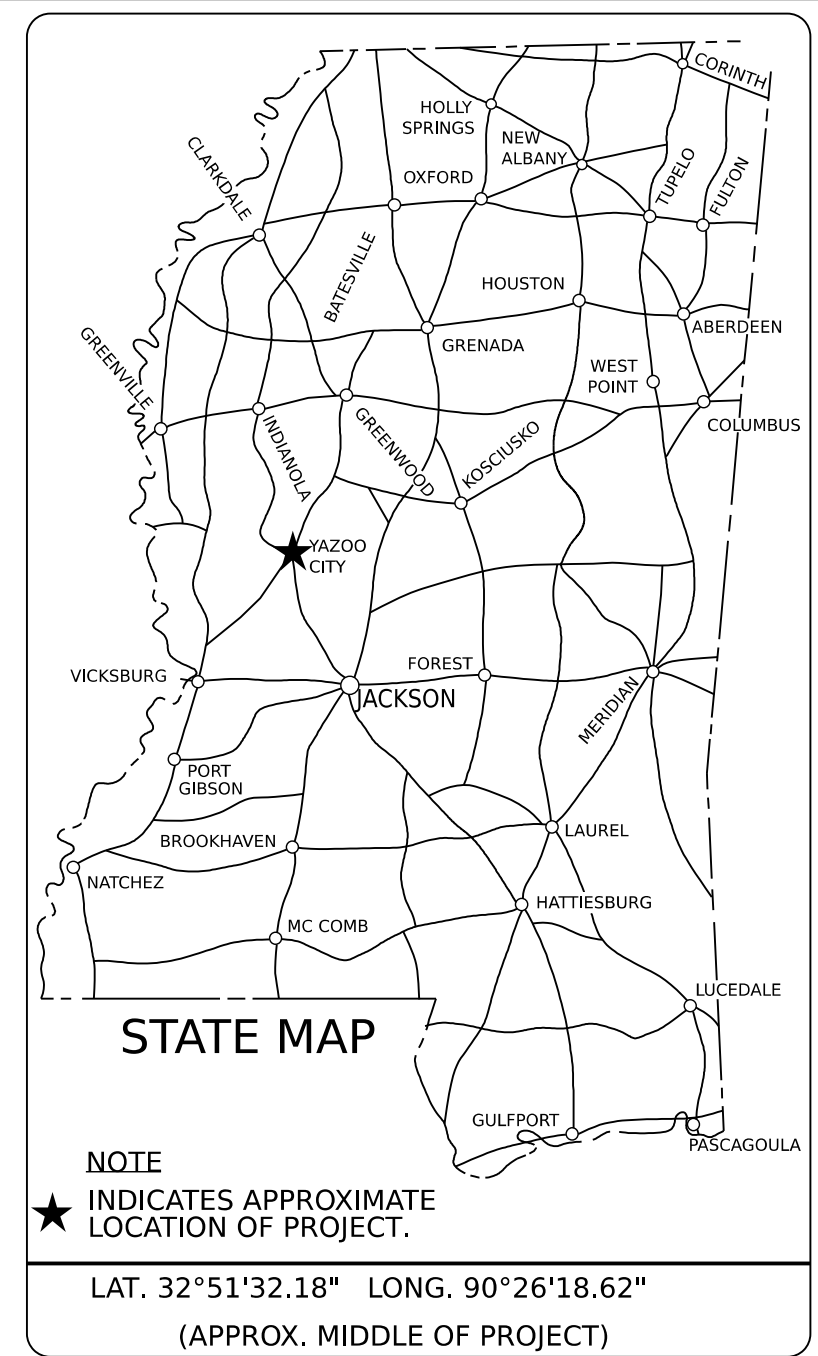 CORINTH
HOLLY
SPRINGS
NEW
ALBANY
CLARKDALE
OXFORD
TUPELO
FULTON
BATESVILLE
HOUSTON
ABERDEEN
GREENVILLE
GRENADA
WEST
POINT
COLUMBUS
INDIANOLA
GREENWOOD
KOSCIUSKO
YAZOO
CITY
VICKSBURG
FOREST
JACKSON
MERIDIAN
PORT
GIBSON
BROOKHAVEN
LAUREL
NATCHEZ
HATTIESBURG
MC COMB
LUCEDALE
STATE MAP
GULFPORT
PASCAGOULA
NOTE
INDICATES APPROXIMATE
LOCATION OF PROJECT.
LAT. 32°51'32.18" LONG. 90°26'18.62"
(APPROX. MIDDLE OF PROJECT)